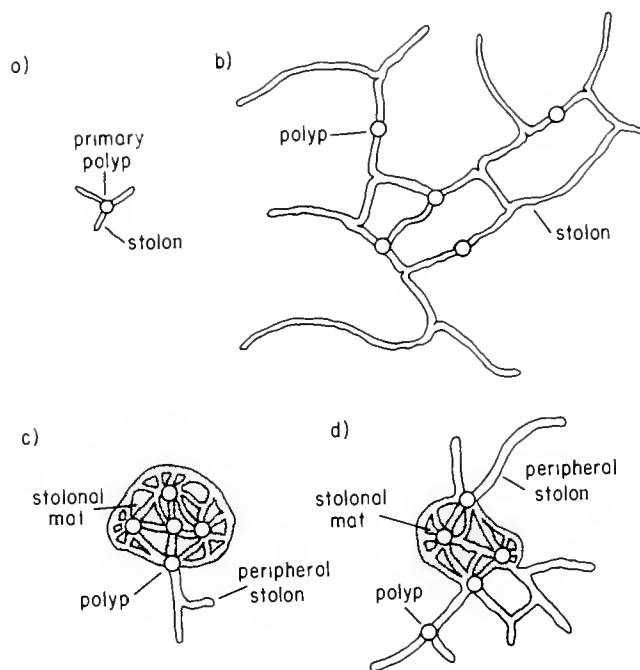 a)
primary
polyp
stolon
b)
polyp
stolon
c)
stolonal
mat
polyp
peripheral
stolon
d)
peripheral
stolon
stolonal
mat
polyp